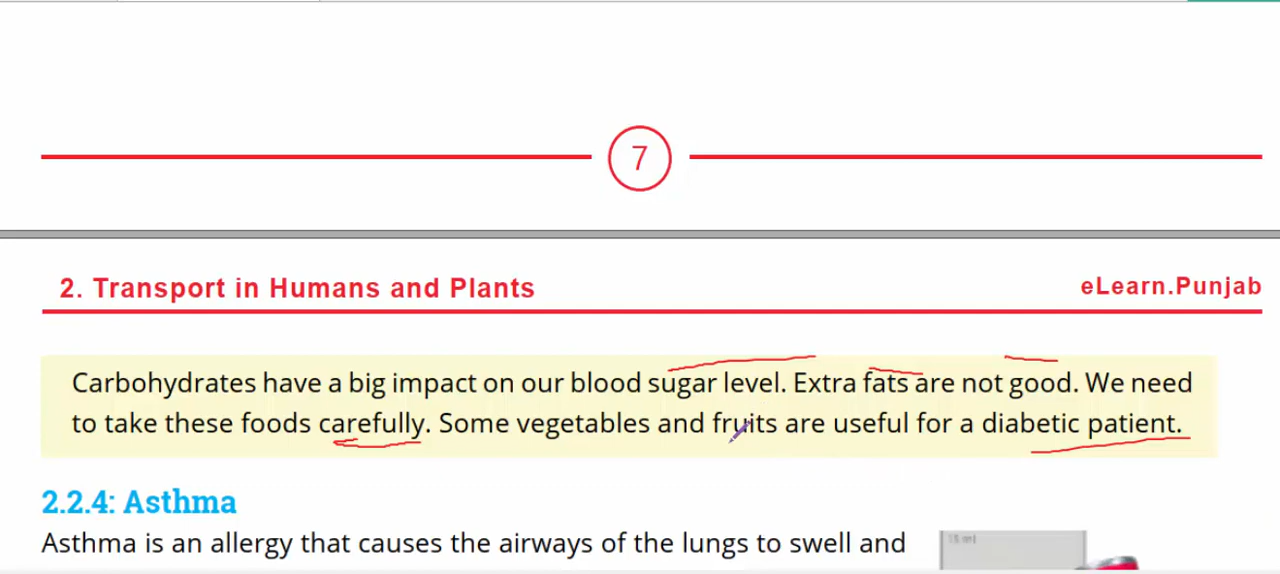 7
2. Transport in Humans and Plants
eLearn.Punjab
Carbohydrates have a big impact on our blood sugar level. Extra fats are not good. We need
to take these foods carefully. Some vegetables and fruits are useful for a diabetic patient.
2.2.4: Asthma
Asthma is an allergy that causes the airways of the lungs to swell and